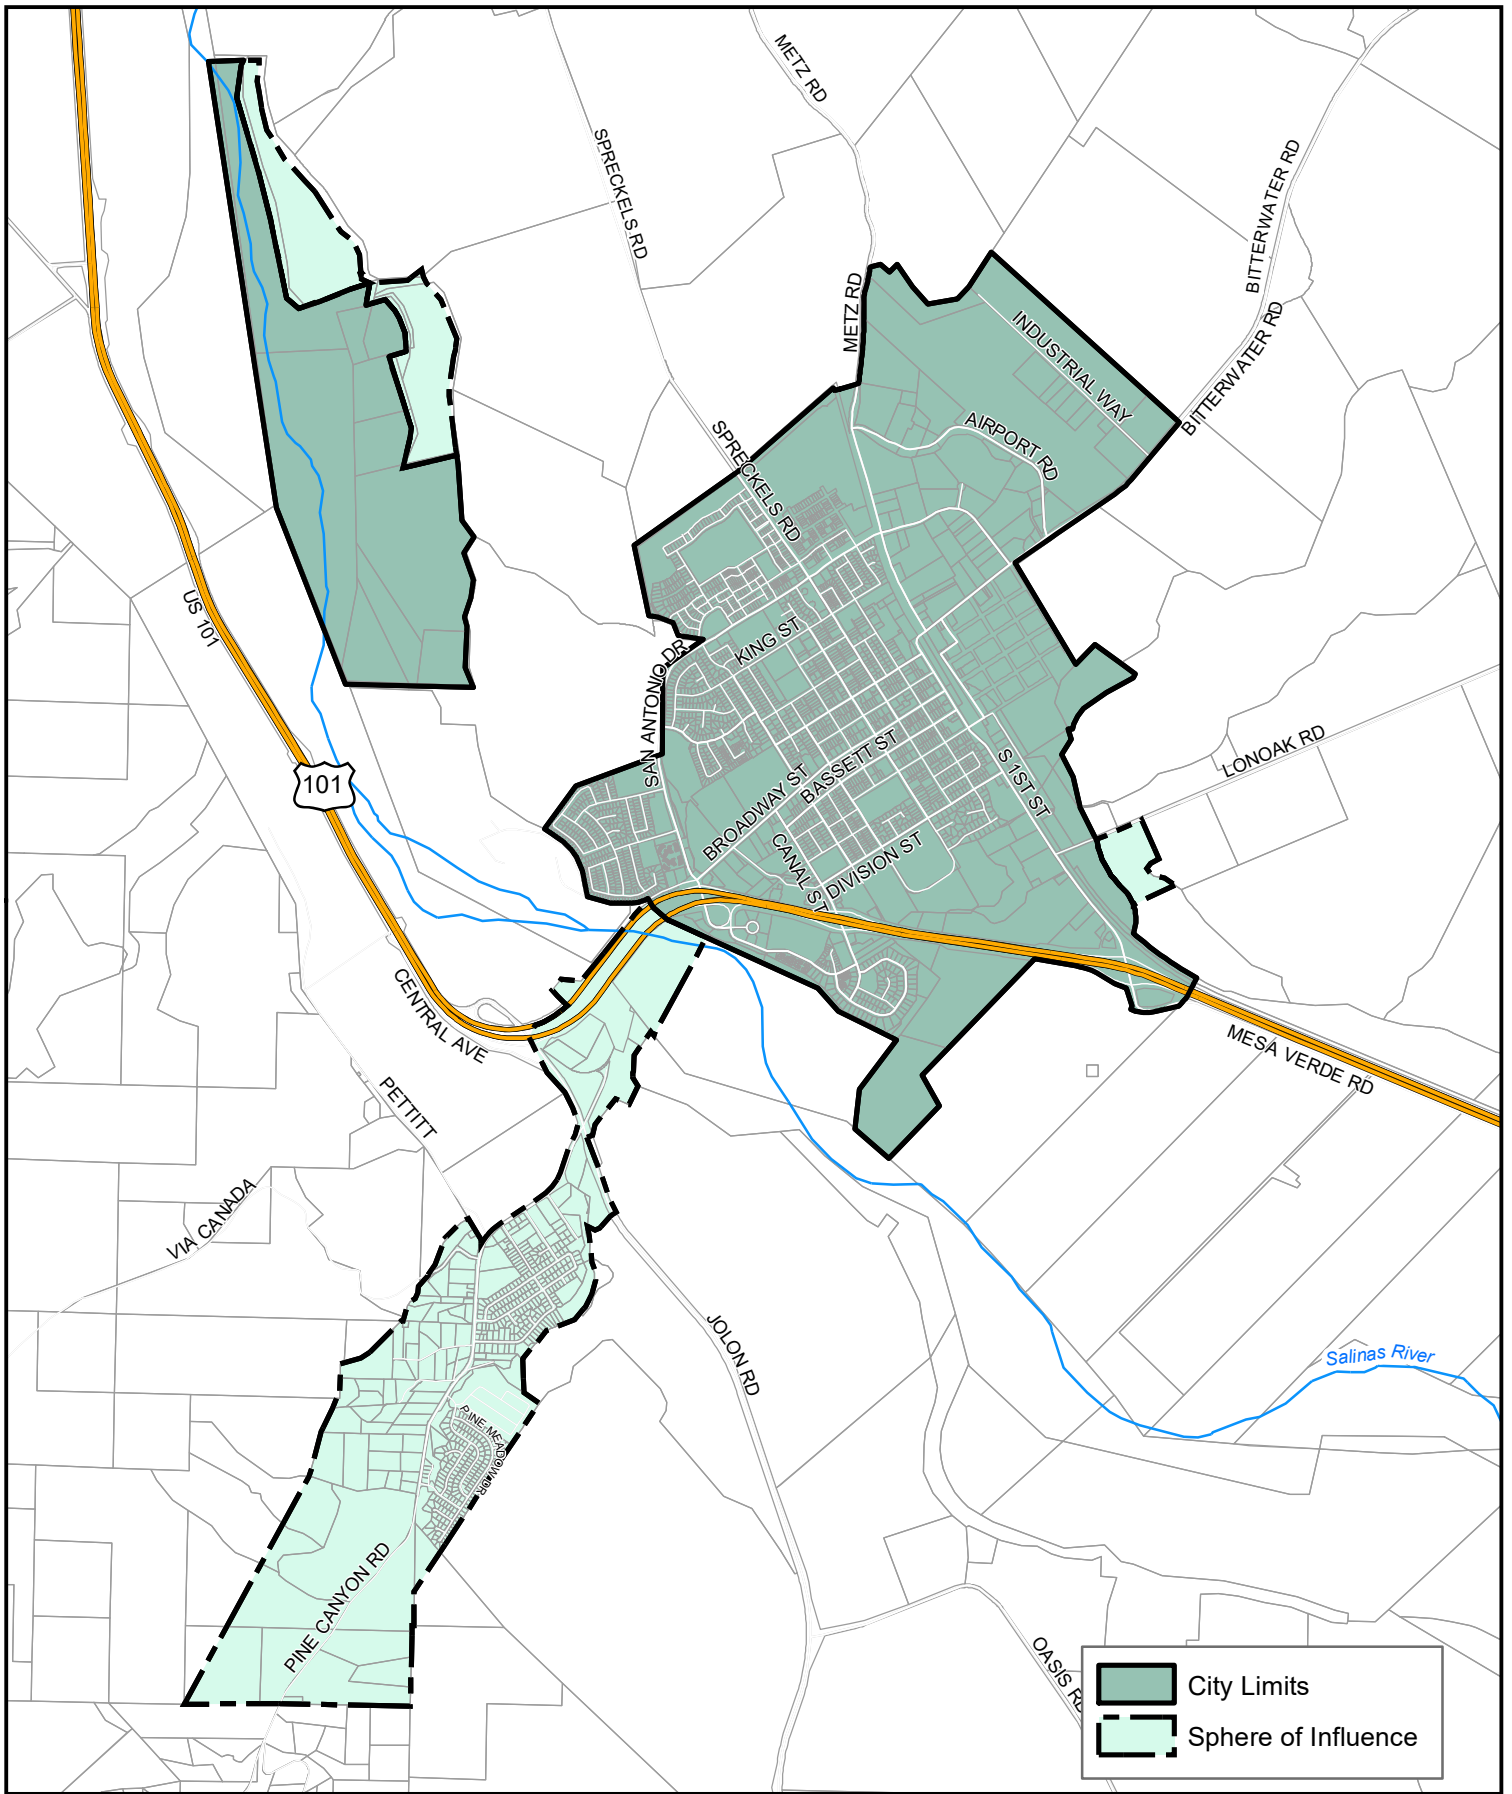 METZ RD
SPRECKELS RD
BITTERWATER RD
METZ RD
INDUSTRIAL WAY
BITTERWATER RD
AIRPORT RD
SPRECKELS RD
US 101
KING ST
SAN ANTONIO DR
LONOAK RD
BASSETT ST
S 1ST ST
101
BROADWAY ST
CANAL ST
DIVISION ST
CENTRAL AVE
MESA VERDE RD
PETTITT
VIA CANADA
JOLON RD
Salinas River
PINE MEADOW DR
PINE CANYON RD
OASIS RD
City Limits
Sphere of Influence